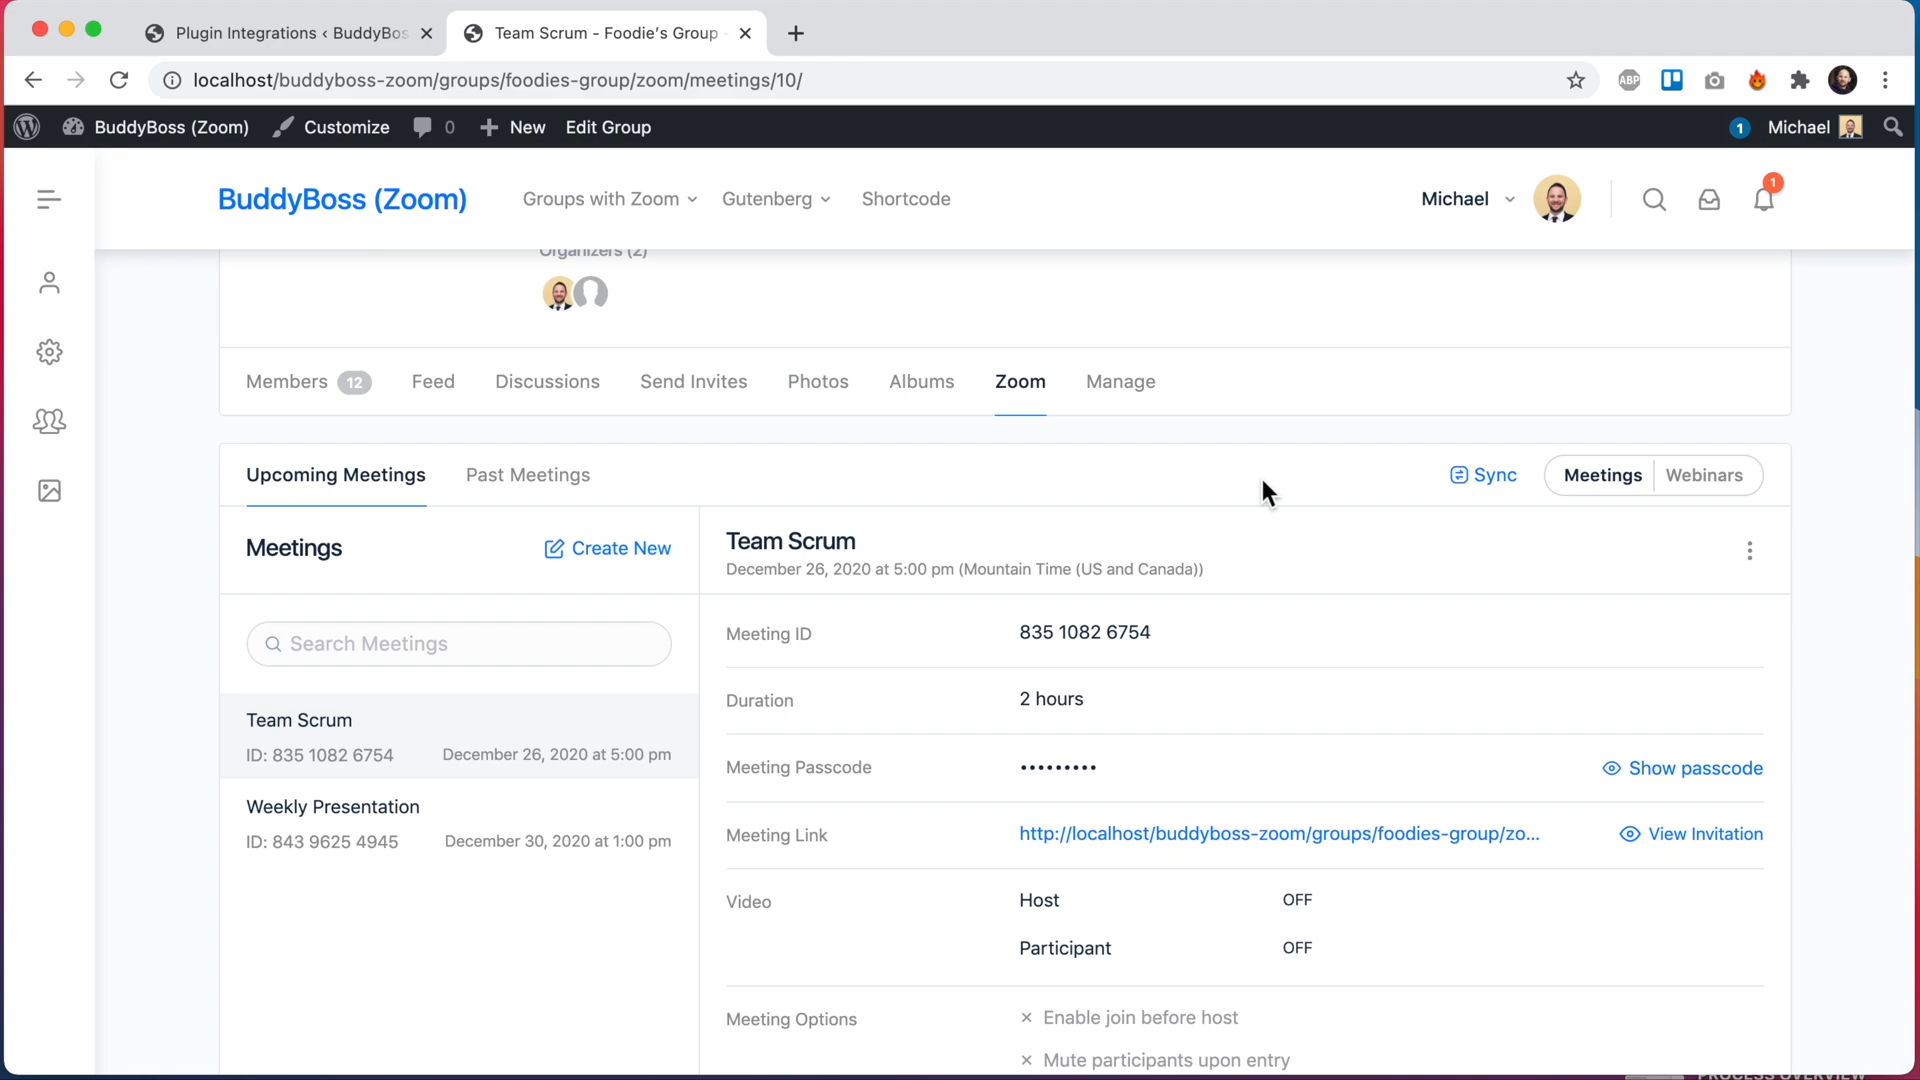 Plugin Integrations ‹ BuddyBos
Team Scrum - Foodie's Group
localhost/buddyboss-zoom/groups/foodies-group/zoom/meetings/10/
ABP
BuddyBoss (Zoom)
Customize
0
New
Edit Group
1
Michael
BuddyBoss (Zoom)
Groups with Zoom
Gutenberg
Shortcode
Michael
1
Organizers (2)
Members 12
Feed
Discussions
Send Invites
Photos
Albums
Zoom
Manage
Upcoming Meetings
Past Meetings
Sync
Meetings
Webinars
Meetings
Create New
Search Meetings
Team Scrum
ID: 835 1082 6754 December 26, 2020 at 5:00 pm
Weekly Presentation
ID: 843 9625 4945 December 30, 2020 at 1:00 pm
Team Scrum
December 26, 2020 at 5:00 pm (Mountain Time (US and Canada))
Meeting ID 835 1082 6754
Duration 2 hours
Meeting Passcode ••••••••• Show passcode
Meeting Link http://localhost/buddyboss-zoom/groups/foodies-group/zo... View Invitation
Video Host OFF
Participant OFF
Meeting Options × Enable join before host
× Mute participants upon entry
PROCESS OVERVIEW